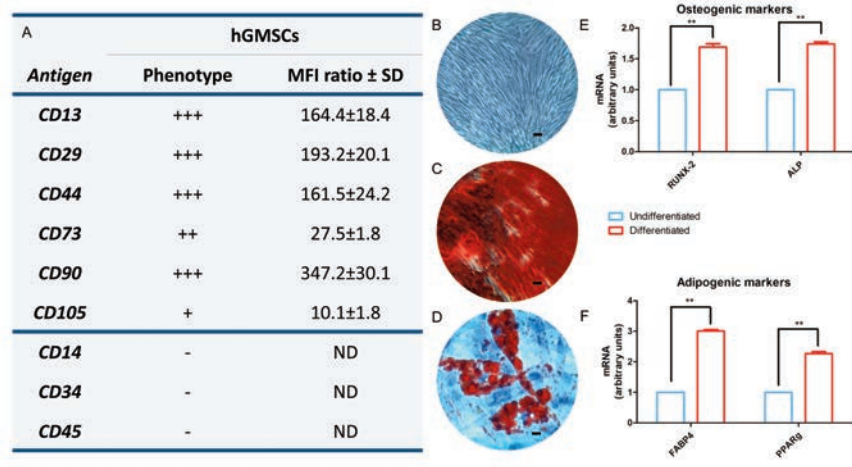 A
hGMSCs
Antigen Phenotype MFI ratio ± SD
CD13 +++ 164.4±18.4
CD29 +++ 193.2±20.1
CD44 +++ 161.5±24.2
CD73 ++ 27.5±1.8
CD90 +++ 347.2±30.1
CD105 + 10.1±1.8
CD14 - ND
CD34 - ND
CD45 - ND
B
C
D
E
Osteogenic markers
mRNA
(arbitrary units)
2.0
1.5
1.0
0.5
0.0
**
**
RUNX-2
ALP
Undifferentiated
Differentiated
F
Adipogenic markers
mRNA
(arbitrary units)
4
3
2
1
0
**
**
FABP4
PPARg